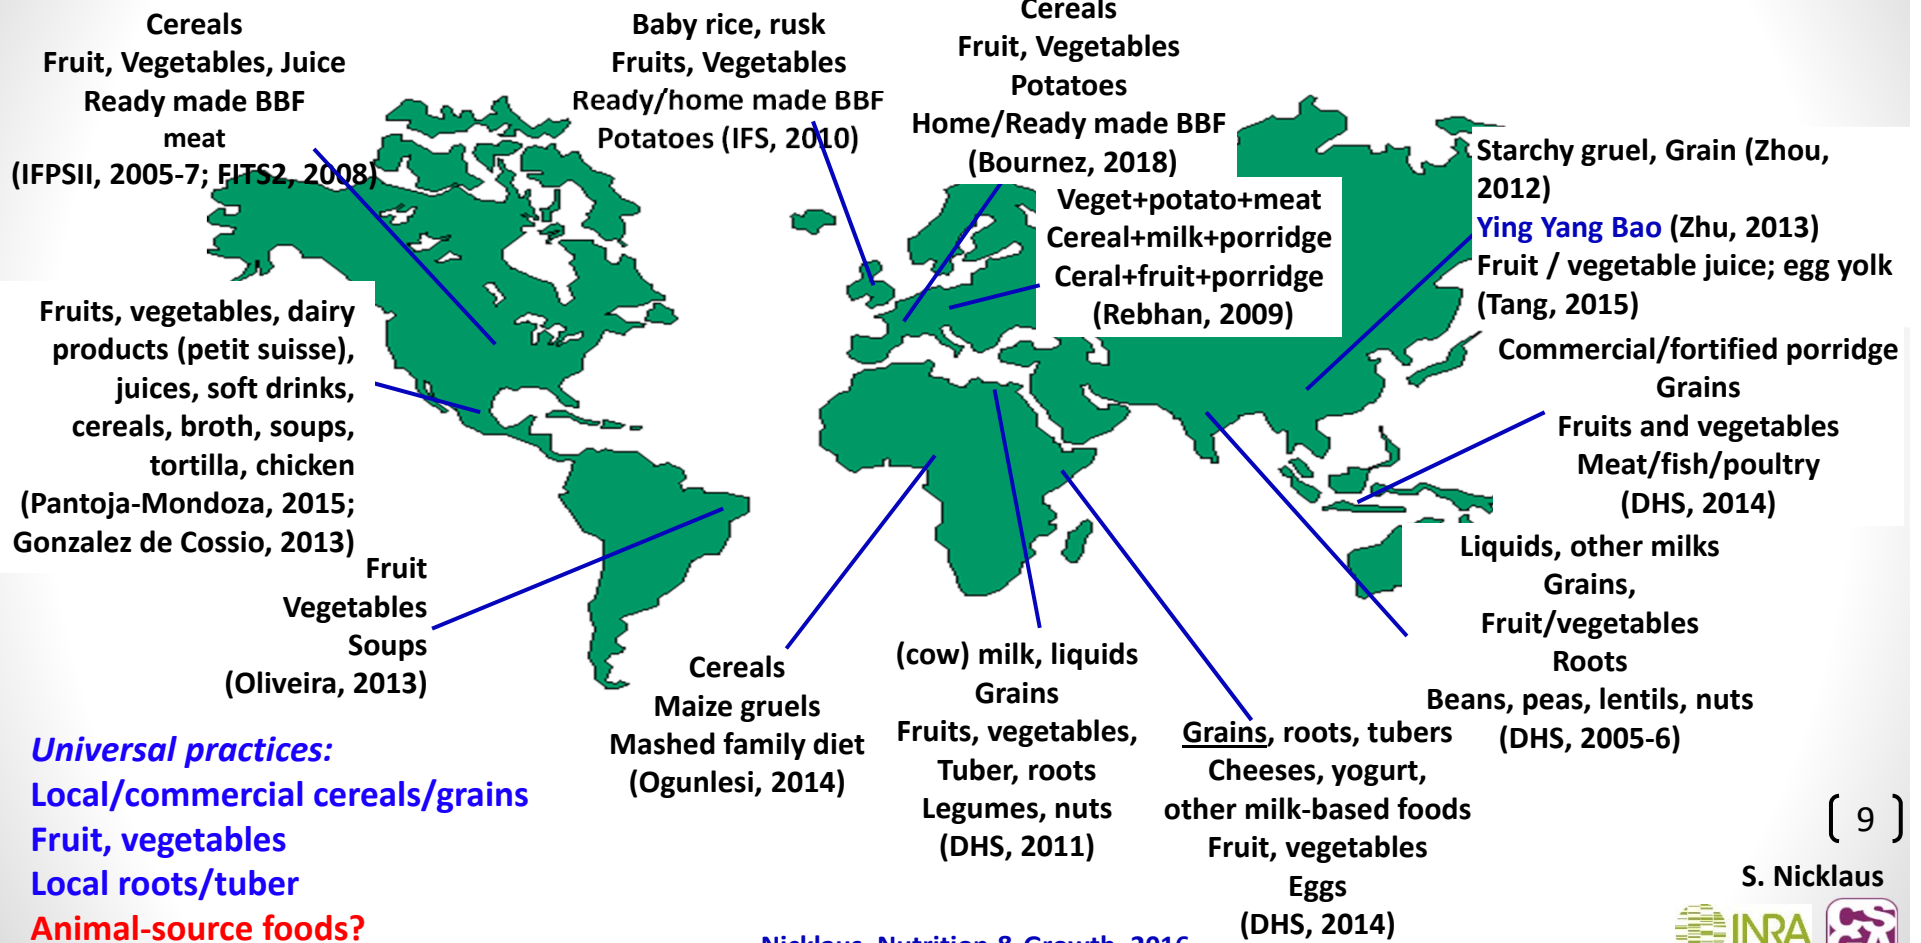 Cereals
Fruit, Vegetables, Juice
Ready made BBF
meat
(IFPSII, 2005-7; FITS2, 2008)
Baby rice, rusk
Fruits, Vegetables
Ready/home made BBF
Potatoes (IFS, 2010)
Cereals
Fruit, Vegetables
Potatoes
Home/Ready made BBF
(Bournez, 2018)
Veget+potato+meat
Cereal+milk+porridge
Ceral+fruit+porridge
(Rebhan, 2009)
Starchy gruel, Grain (Zhou,
2012)
Ying Yang Bao (Zhu, 2013)
Fruit / vegetable juice; egg yolk
(Tang, 2015)
Commercial/fortified porridge
Grains
Fruits and vegetables
Meat/fish/poultry
(DHS, 2014)
Fruits, vegetables, dairy
products (petit suisse),
juices, soft drinks,
cereals, broth, soups,
tortilla, chicken
(Pantoja-Mondoza, 2015;
Gonzalez de Cossio, 2013)
Fruit
Vegetables
Soups
(Oliveira, 2013)
Cereals
Maize gruels
Mashed family diet
(Ogunlesi, 2014)
(cow) milk, liquids
Grains
Fruits, vegetables,
Tuber, roots
Legumes, nuts
(DHS, 2011)
Grains, roots, tubers
Cheeses, yogurt,
other milk-based foods
Fruit, vegetables
Eggs
(DHS, 2014)
Liquids, other milks
Grains,
Fruit/vegetables
Roots
Beans, peas, lentils, nuts
(DHS, 2005-6)
Universal practices:
Local/commercial cereals/grains
Fruit, vegetables
Local roots/tuber
Animal-source foods?
Nicklaus, Nutrition & Growth, 2016
9
S. Nicklaus
INRA